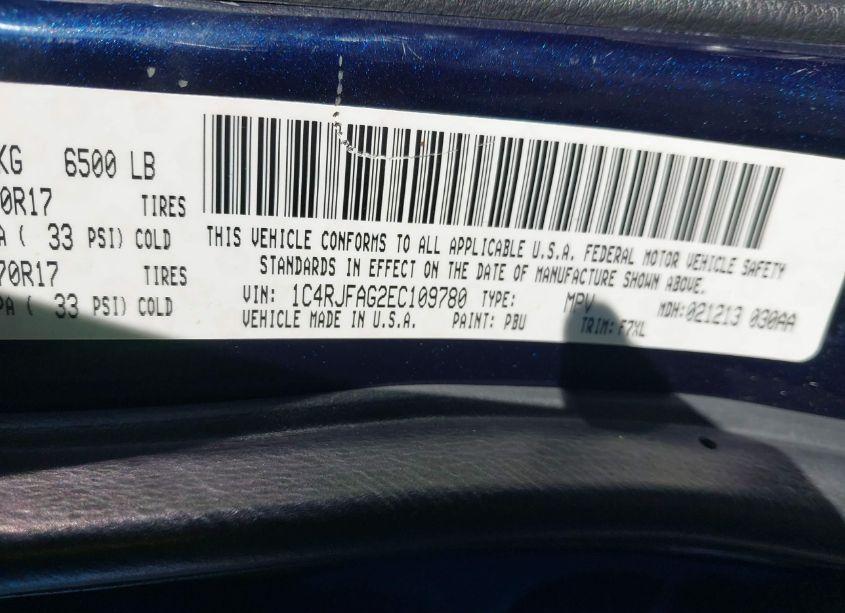 KG 6500 LB
0R17 TIRES
A ( 33 PSI) COLD
70R17 TIRES
PA ( 33 PSI) COLD
THIS VEHICLE CONFORMS TO ALL APPLICABLE U.S.A. FEDERAL MOTOR VEHICLE SAFETY
STANDARDS IN EFFECT ON THE DATE OF MANUFACTURE SHOWN ABOVE.
VIN: 1C4RJFAG2EC109780 TYPE: MPV MDH:021213 030AA
VEHICLE MADE IN U.S.A. PAINT: PBU TRIM: F7XL